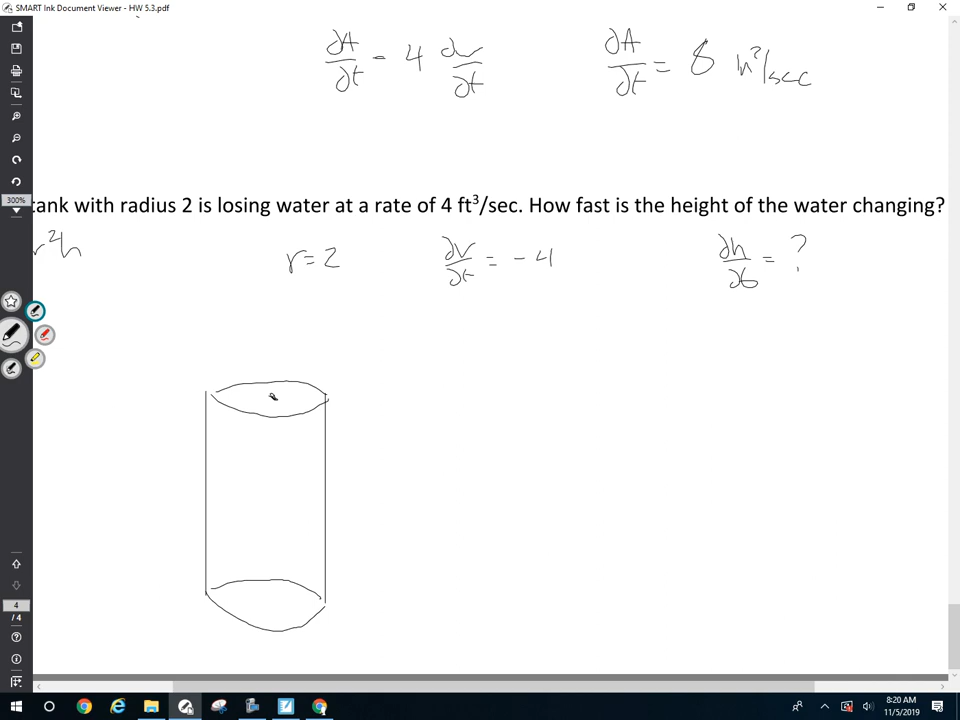 SMART Ink Document Viewer - HW 5.3.pdf
∂A/∂t = 4 ∂w/∂t    ∂A/∂t = 8 in²/sec
300%
tank with radius 2 is losing water at a rate of 4 ft³/sec. How fast is the height of the water changing?
r²h    r = 2    ∂V/∂t = -4    ∂h/∂t = ?
4
/ 4
8:20 AM
11/5/2019